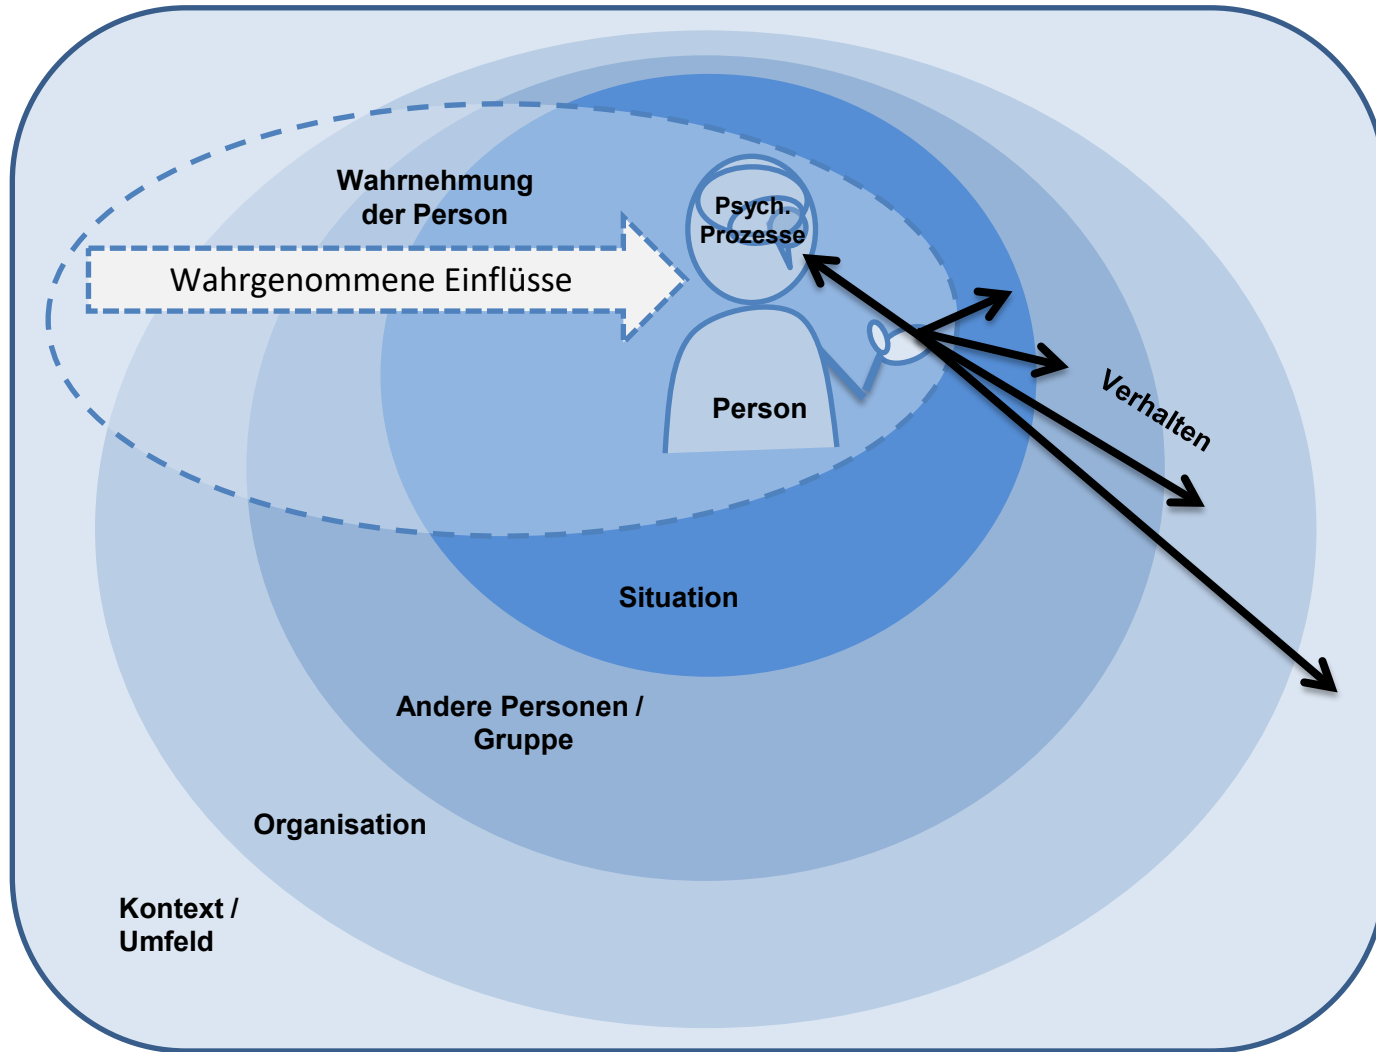 Wahrnehmung
der Person
Psych.
Prozesse
Wahrgenommene Einflüsse
Person
Verhalten
Situation
Andere Personen /
Gruppe
Organisation
Kontext /
Umfeld